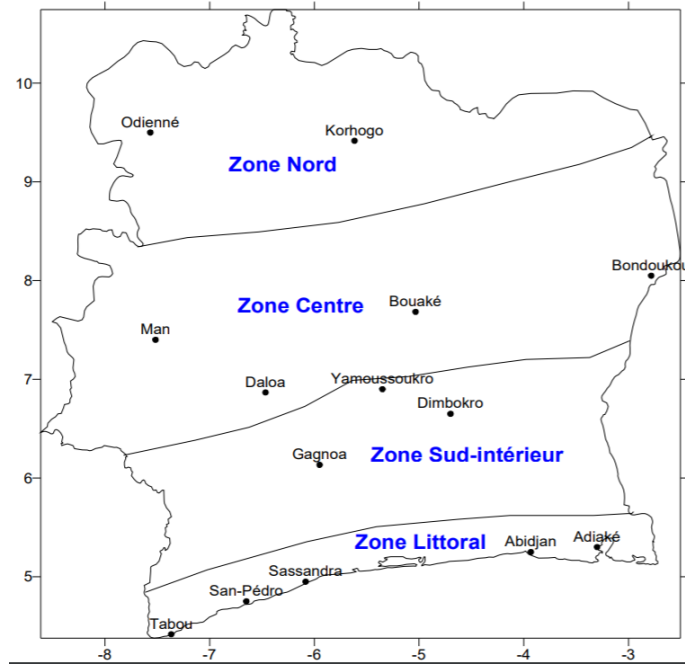 10
Odienné
Korhogo
Zone Nord
9
Bondoukou
8
Zone Centre
Bouaké
Man
7
Daloa
Yamoussoukro
Dimbokro
Gagnoa
Zone Sud-intérieur
6
Zone Littoral
Abidjan
Adiaké
5
Sassandra
San-Pédro
Tabou
-8 -7 -6 -5 -4 -3